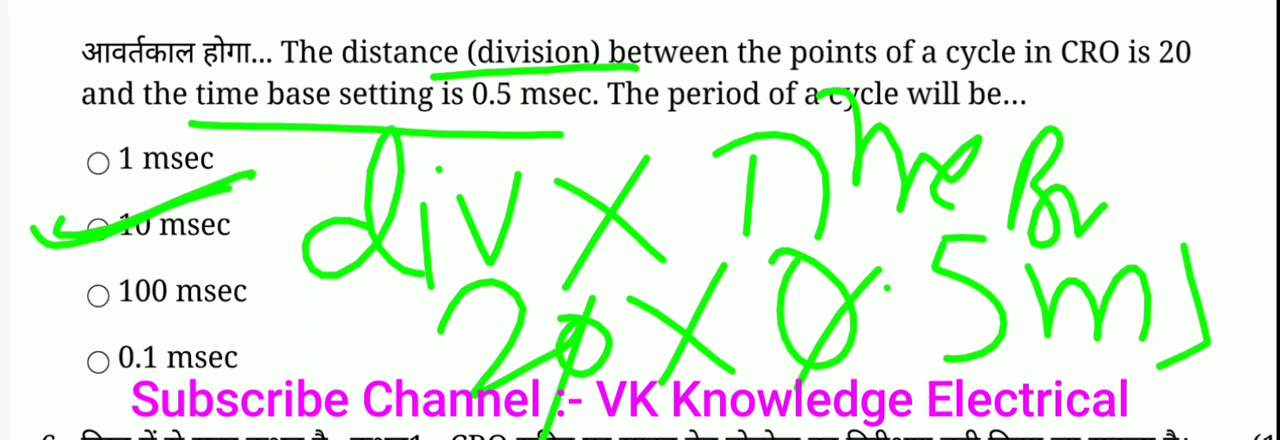 आवर्तकाल होगा... The distance (division) between the points of a cycle in CRO is 20
and the time base setting is 0.5 msec. The period of a cycle will be...
1 msec
10 msec
100 msec
0.1 msec
div X Time
20 X 0.5 ms
Subscribe Channel :- VK Knowledge Electrical